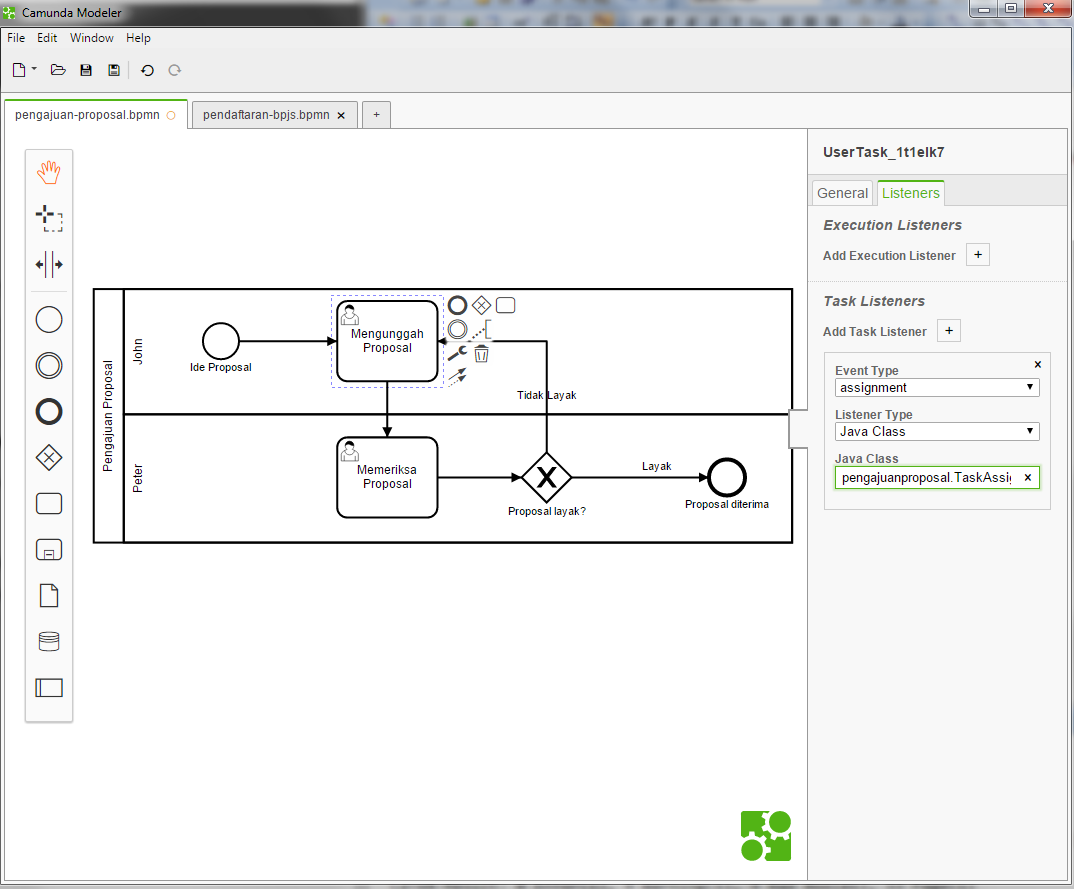 Camunda Modeler
File Edit Window Help
pengajuan-proposal.bpmn
pendaftaran-bpjs.bpmn
+
UserTask_1t1elk7
General
Listeners
Execution Listeners
Add Execution Listener +
Task Listeners
Add Task Listener +
Event Type
assignment
Listener Type
Java Class
Java Class
pengajuanproposal.TaskAssi
Pengajuan Proposal
John
Ide Proposal
Mengunggah
Proposal
Tidak Layak
Peter
Memeriksa
Proposal
Proposal layak?
Layak
Proposal diterima